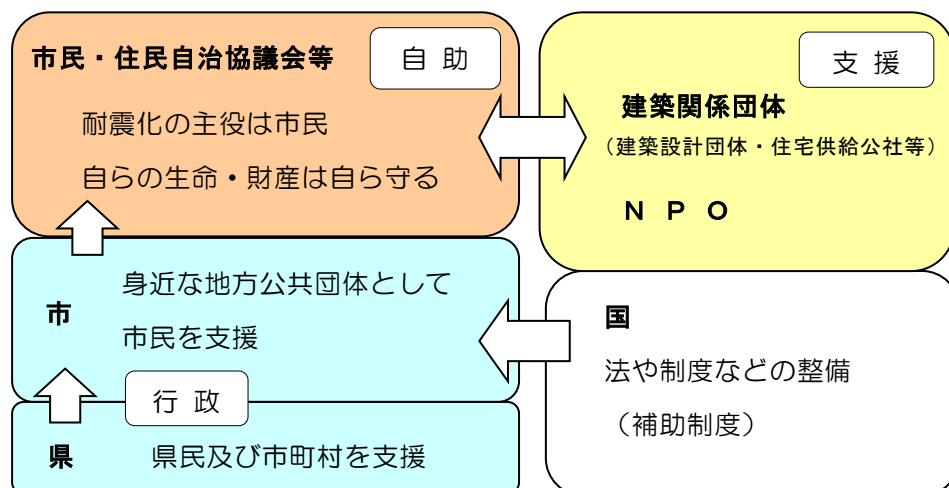 市民・住民自治協議会等
自 助
耐震化の主役は市民
自らの生命・財産は自ら守る
支 援
建築関係団体
（建築設計団体・住宅供給公社等）
Ｎ Ｐ Ｏ
市
身近な地方公共団体として
市民を支援
行 政
県
県民及び市町村を支援
国
法や制度などの整備
（補助制度）